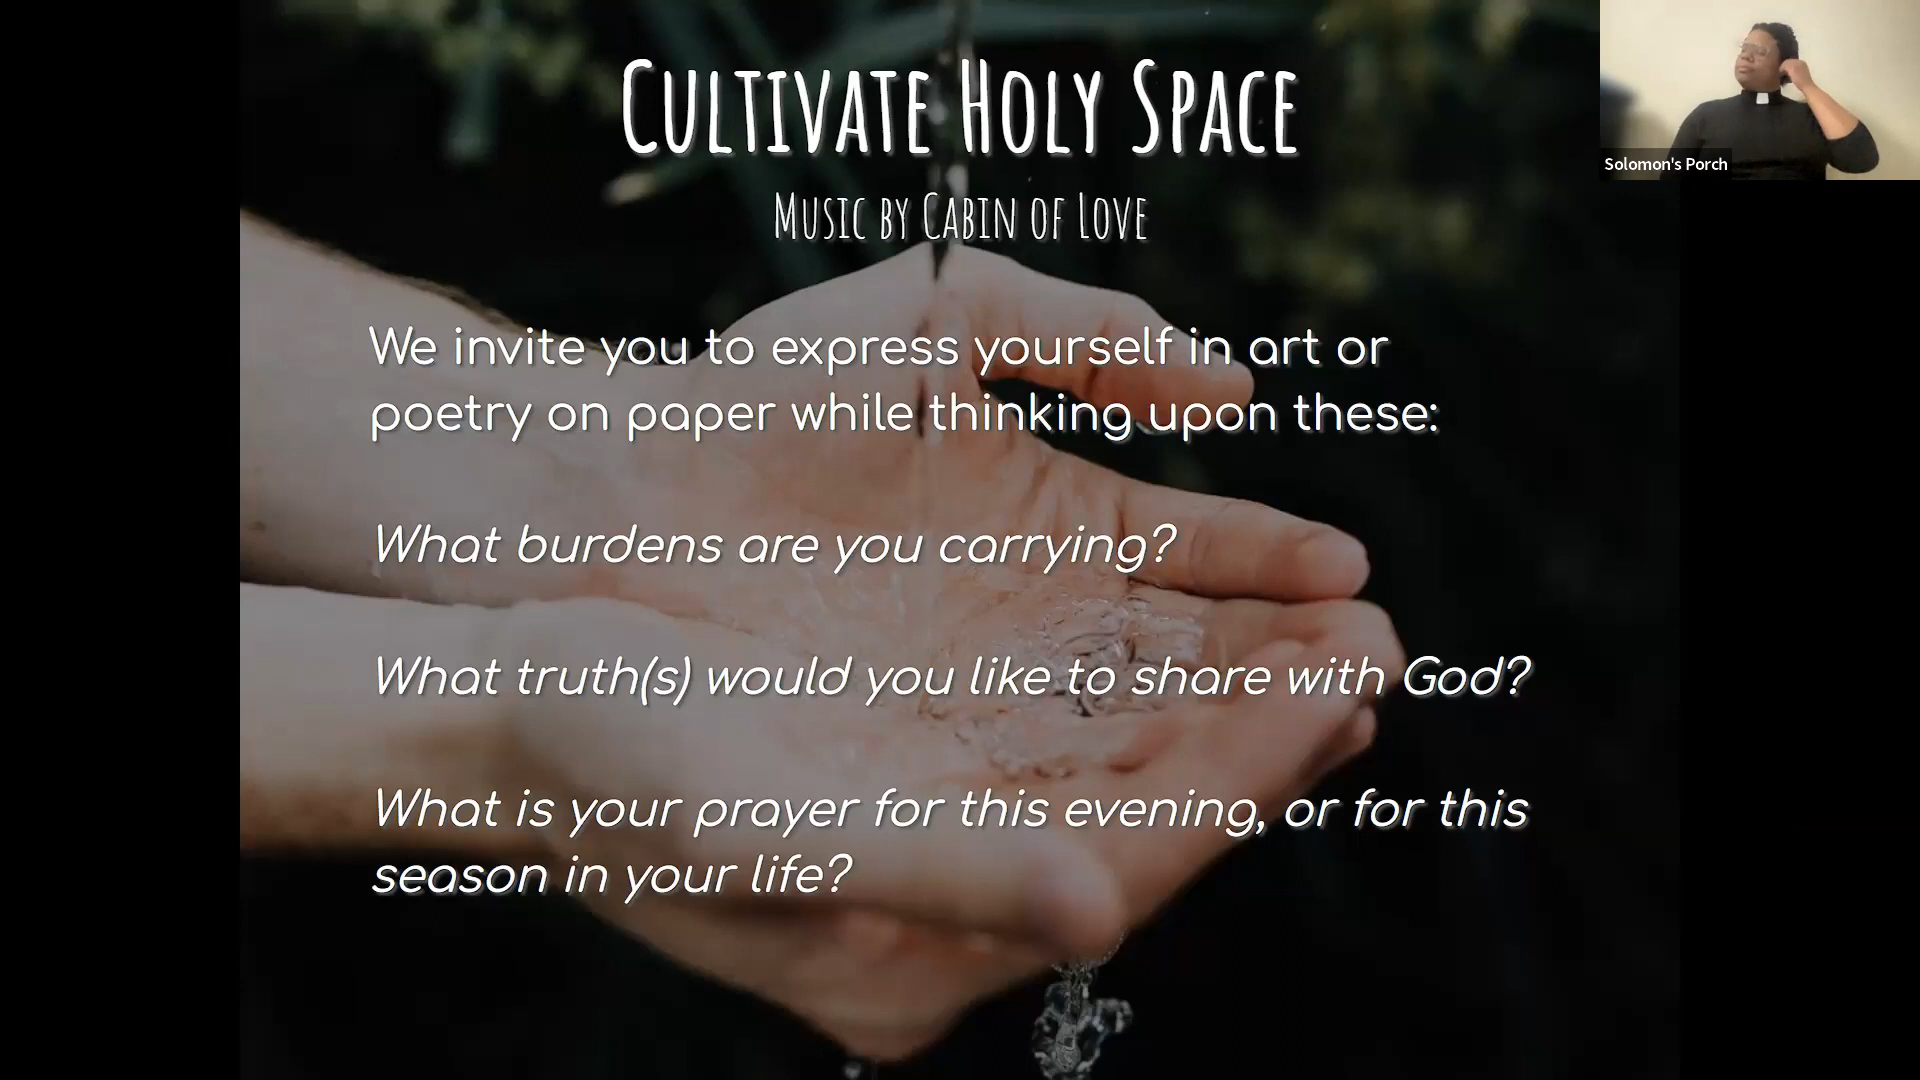 Cultivate Holy Space
Music by Cabin of Love
Solomon's Porch
We invite you to express yourself in art or
poetry on paper while thinking upon these:
What burdens are you carrying?
What truth(s) would you like to share with God?
What is your prayer for this evening, or for this
season in your life?